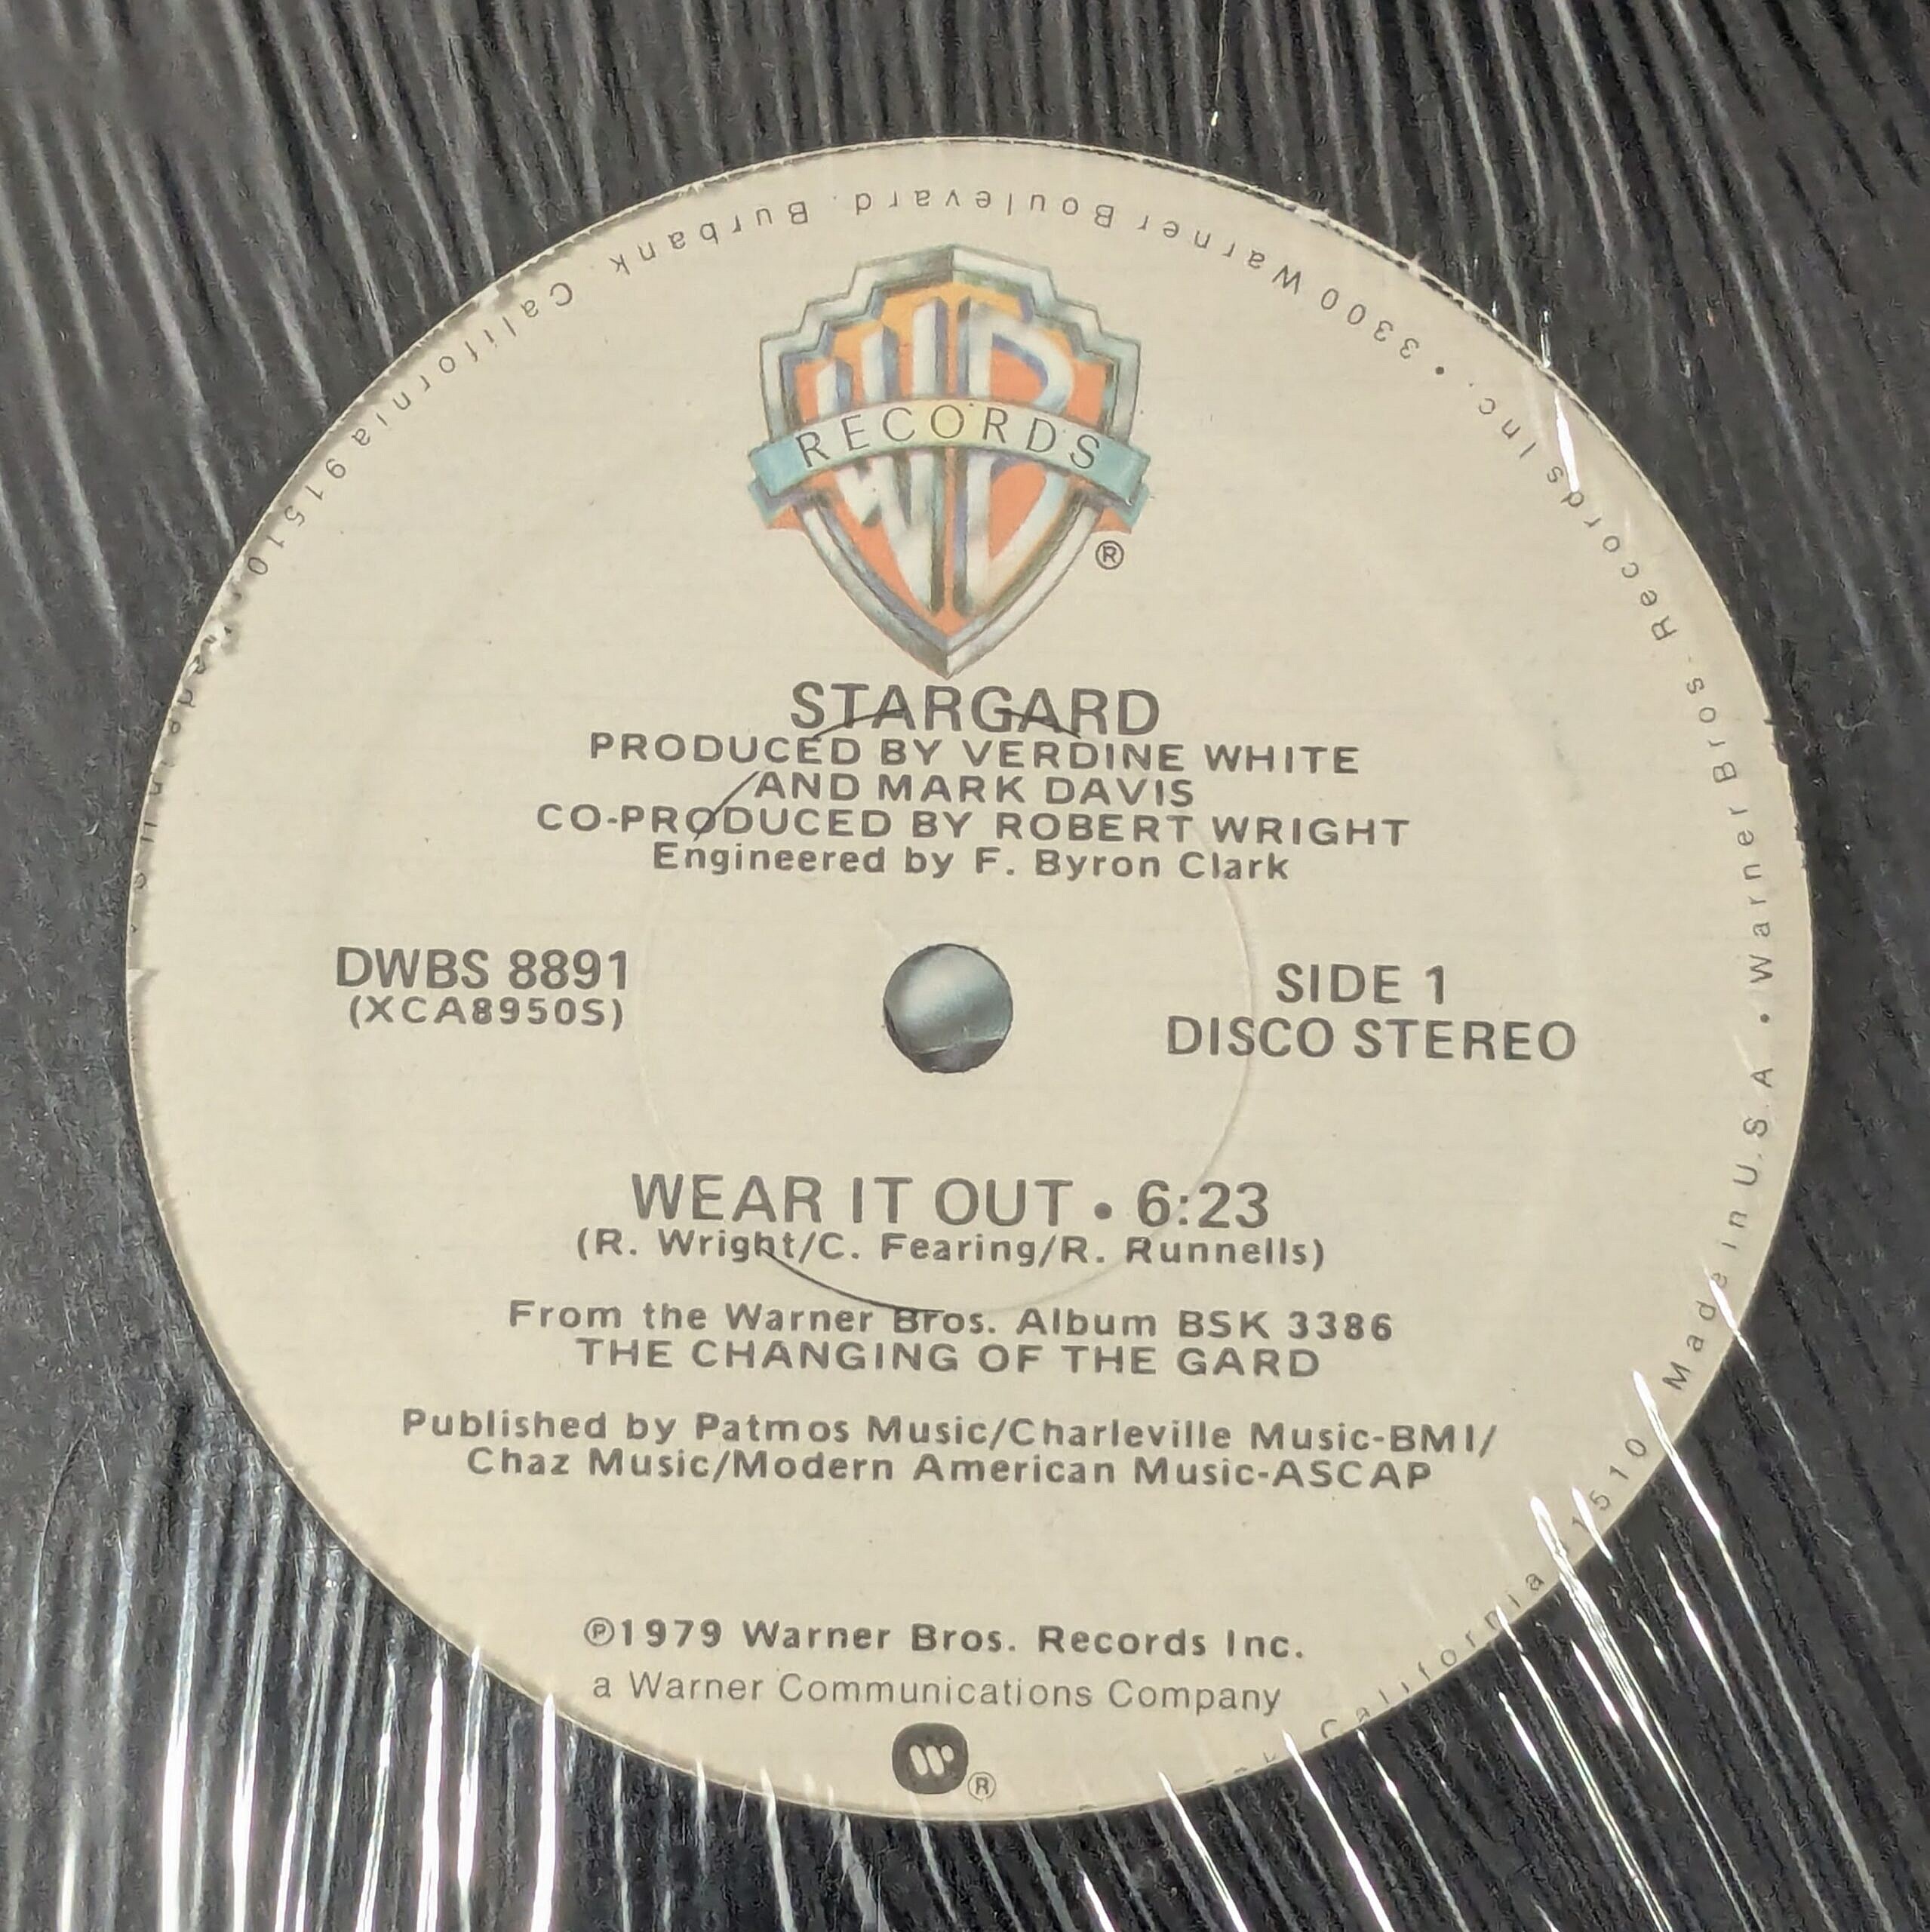 Warner Bros. Records Inc. • 3300 Warner Boulevard. Burbank California 91510
Made in U.S.A • Warner Bros
California
RECORDS
®
STARGARD
PRODUCED BY VERDINE WHITE
AND MARK DAVIS
CO-PRODUCED BY ROBERT WRIGHT
Engineered by F. Byron Clark
DWBS 8891
(XCA8950S)
SIDE 1
DISCO STEREO
WEAR IT OUT • 6:23
(R. Wright/C. Fearing/R. Runnells)
From the Warner Bros. Album BSK 3386
THE CHANGING OF THE GARD
Published by Patmos Music/Charleville Music-BMI/
Chaz Music/Modern American Music-ASCAP
℗1979 Warner Bros. Records Inc.
a Warner Communications Company
®